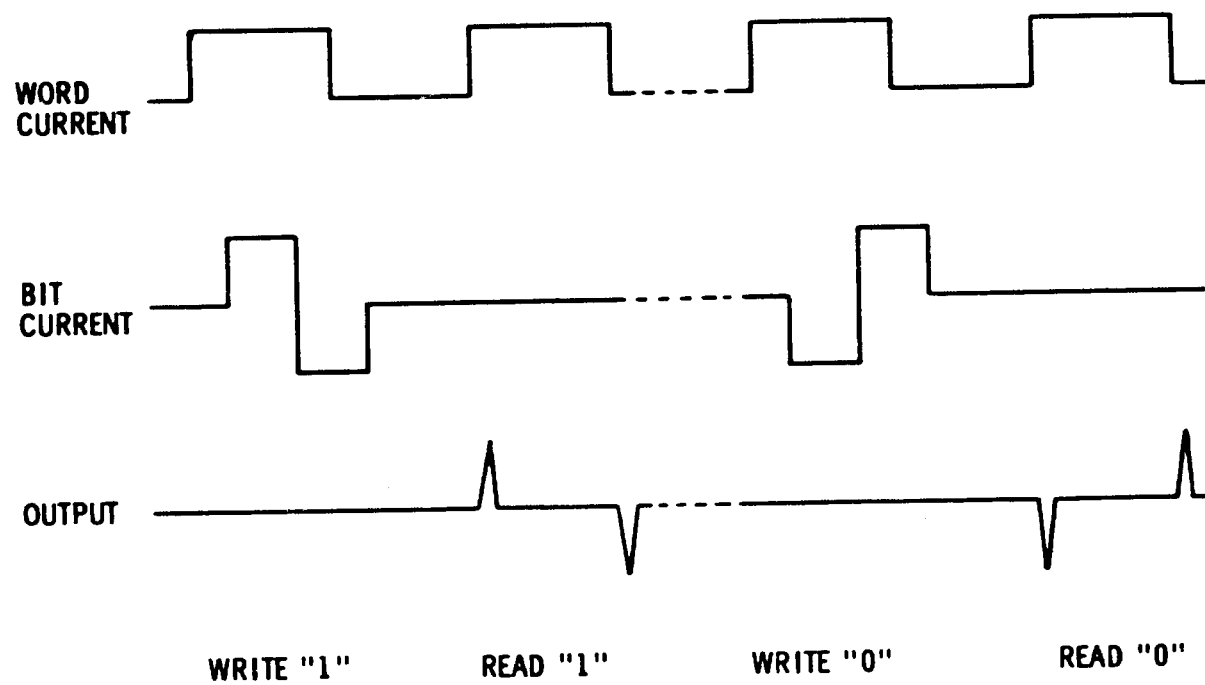 WORD
CURRENT
BIT
CURRENT
OUTPUT
WRITE "1"
READ "1"
WRITE "0"
READ "0"